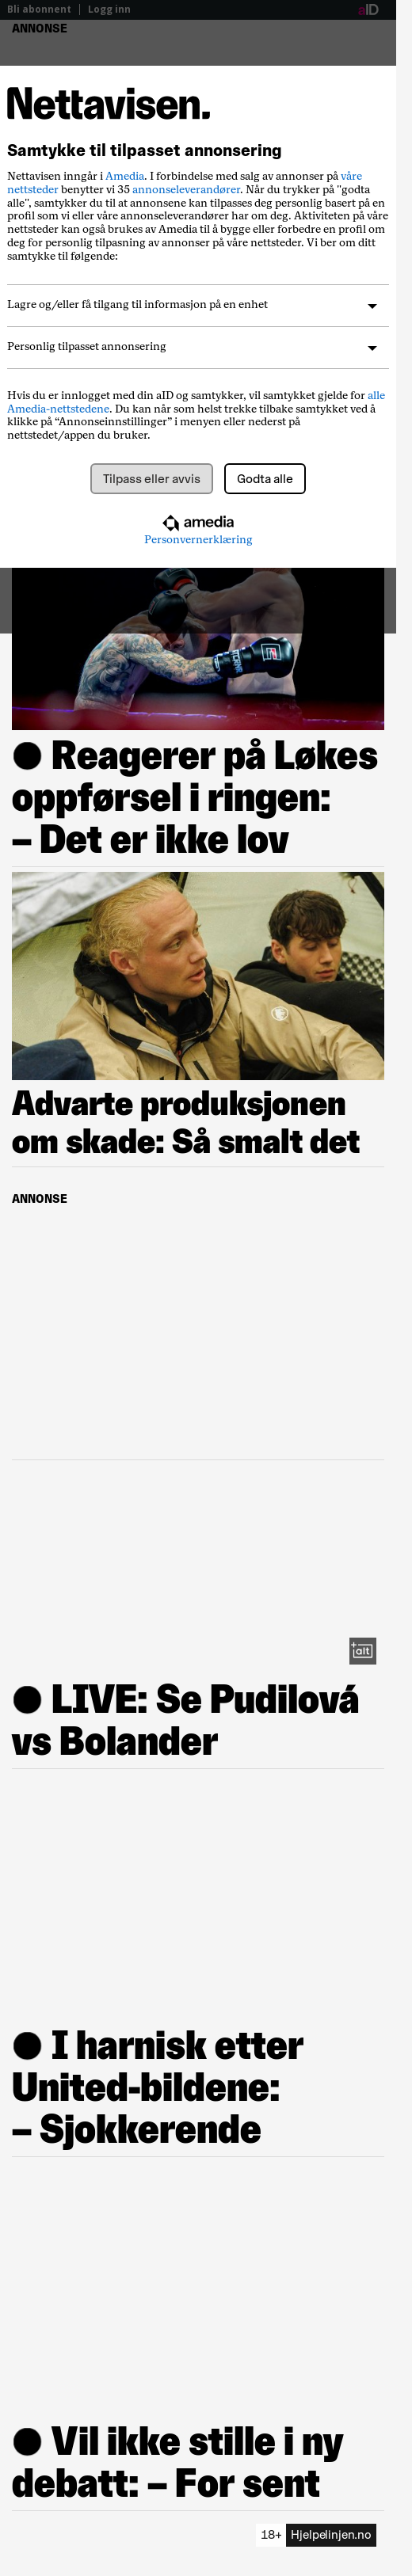 Bli abonnent | Logg inn
aID
ANNONSE
Nettavisen.
Samtykke til tilpasset annonsering
Nettavisen inngår i Amedia. I forbindelse med salg av annonser på våre
nettsteder benytter vi 35 annonseleverandører. Når du trykker på "godta
alle", samtykker du til at annonsene kan tilpasses deg personlig basert på en
profil som vi eller våre annonseleverandører har om deg. Aktiviteten på våre
nettsteder kan også brukes av Amedia til å bygge eller forbedre en profil om
deg for personlig tilpasning av annonser på våre nettsteder. Vi ber om ditt
samtykke til følgende:
Lagre og/eller få tilgang til informasjon på en enhet
Personlig tilpasset annonsering
Hvis du er innlogget med din aID og samtykker, vil samtykket gjelde for alle
Amedia-nettstedene. Du kan når som helst trekke tilbake samtykket ved å
klikke på “Annonseinnstillinger” i menyen eller nederst på
nettstedet/appen du bruker.
Tilpass eller avvis
Godta alle
amedia
Personvernerklæring
● Reagerer på Løkes
oppførsel i ringen:
– Det er ikke lov
Advarte produksjonen
om skade: Så smalt det
ANNONSE
+alt
● LIVE: Se Pudilová
vs Bolander
● I harnisk etter
United-bildene:
– Sjokkerende
● Vil ikke stille i ny
debatt: – For sent
18+ Hjelpelinjen.no